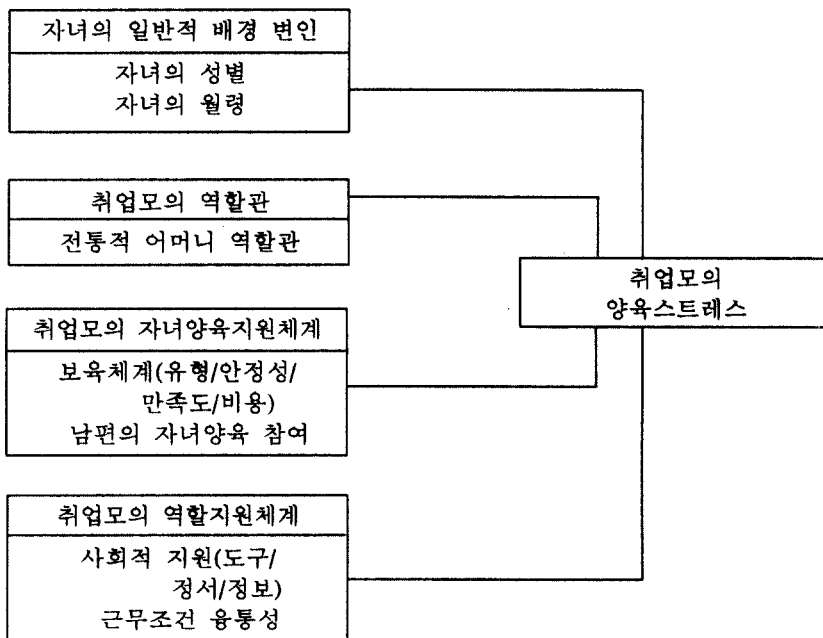 자녀의 일반적 배경 변인
자녀의 성별
자녀의 월령
취업모의 역할관
전통적 어머니 역할관
취업모의
양육스트레스
취업모의 자녀양육지원체계
보육체계(유형/안정성/
만족도/비용)
남편의 자녀양육 참여
취업모의 역할지원체계
사회적 지원(도구/
정서/정보)
근무조건 융통성